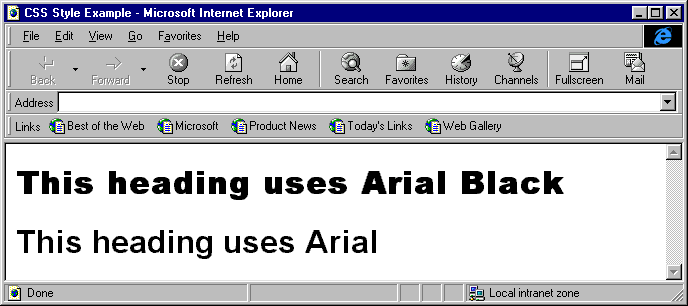 CSS Style Example - Microsoft Internet Explorer
File Edit View Go Favorites Help
Back Forward Stop Refresh Home Search Favorites History Channels Fullscreen Mail
Address
Links Best of the Web Microsoft Product News Today's Links Web Gallery
This heading uses Arial Black
This heading uses Arial
Done Local intranet zone